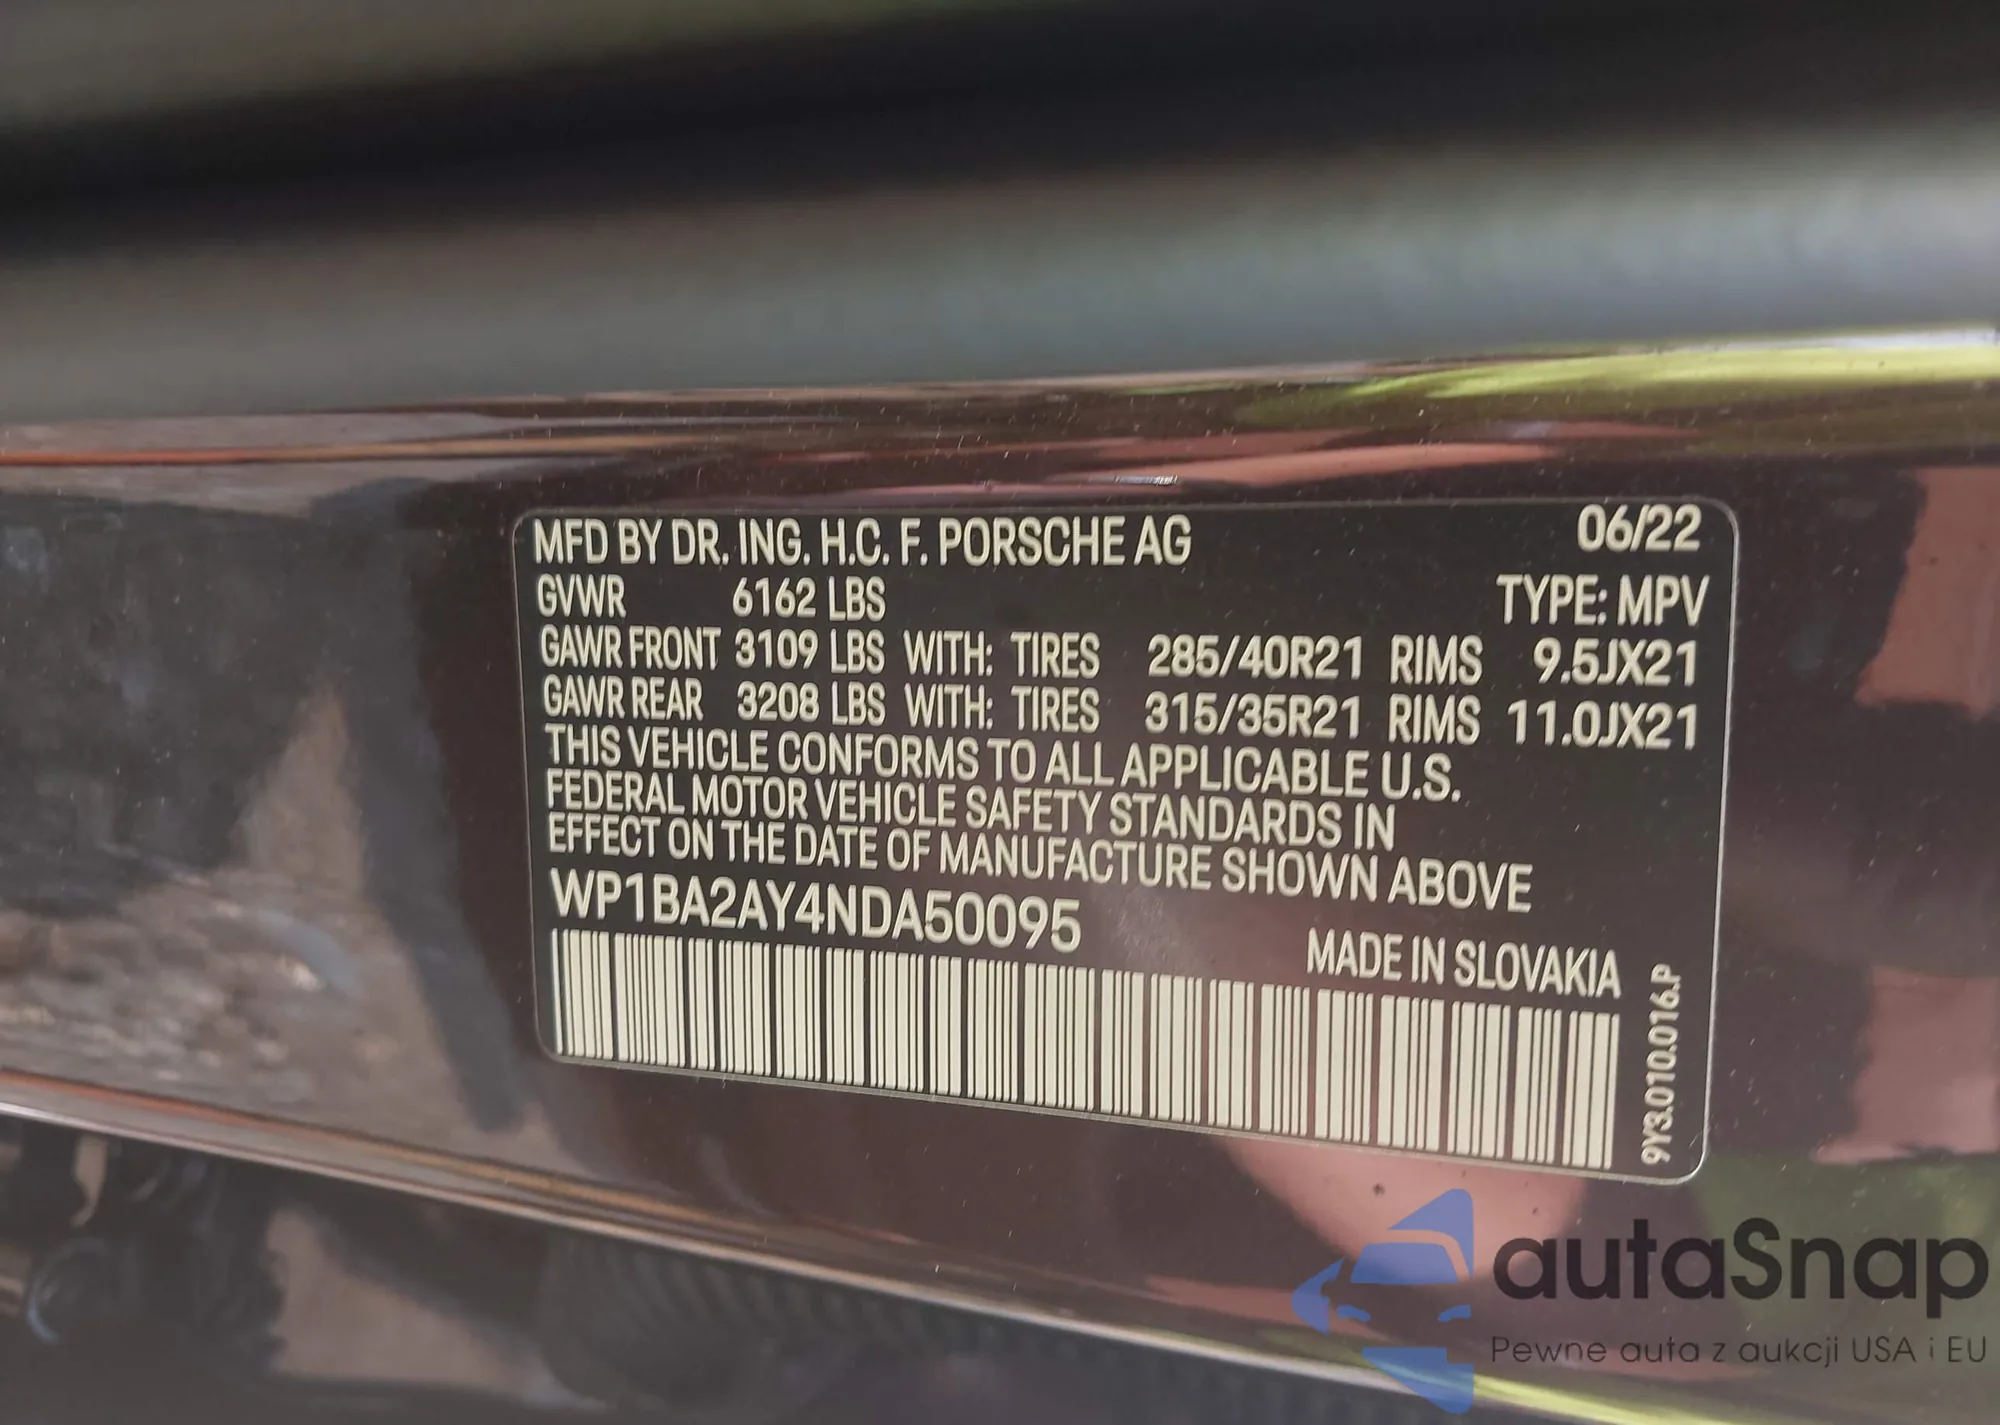 MFD BY DR. ING. H.C. F. PORSCHE AG 06/22
GVWR 6162 LBS TYPE: MPV
GAWR FRONT 3109 LBS WITH: TIRES 285/40R21 RIMS 9.5JX21
GAWR REAR 3208 LBS WITH: TIRES 315/35R21 RIMS 11.0JX21
THIS VEHICLE CONFORMS TO ALL APPLICABLE U.S.
FEDERAL MOTOR VEHICLE SAFETY STANDARDS IN
EFFECT ON THE DATE OF MANUFACTURE SHOWN ABOVE
WP1BA2AY4NDA50095
MADE IN SLOVAKIA
9Y3.010.016.P
autaSnap
Pewne auta z aukcji USA i EU